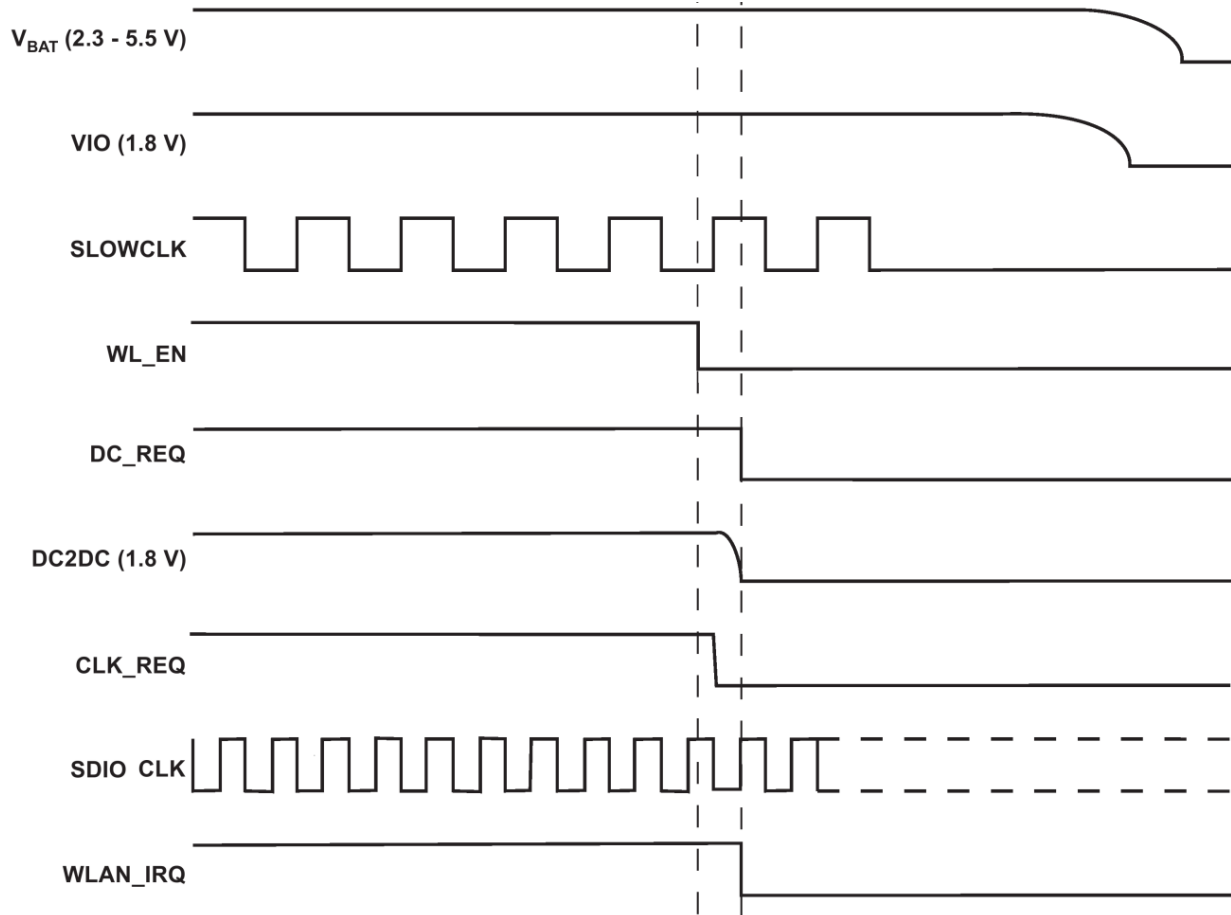 VBAT (2.3 - 5.5 V)
VIO (1.8 V)
SLOWCLK
WL_EN
DC_REQ
DC2DC (1.8 V)
CLK_REQ
SDIO CLK
WLAN_IRQ